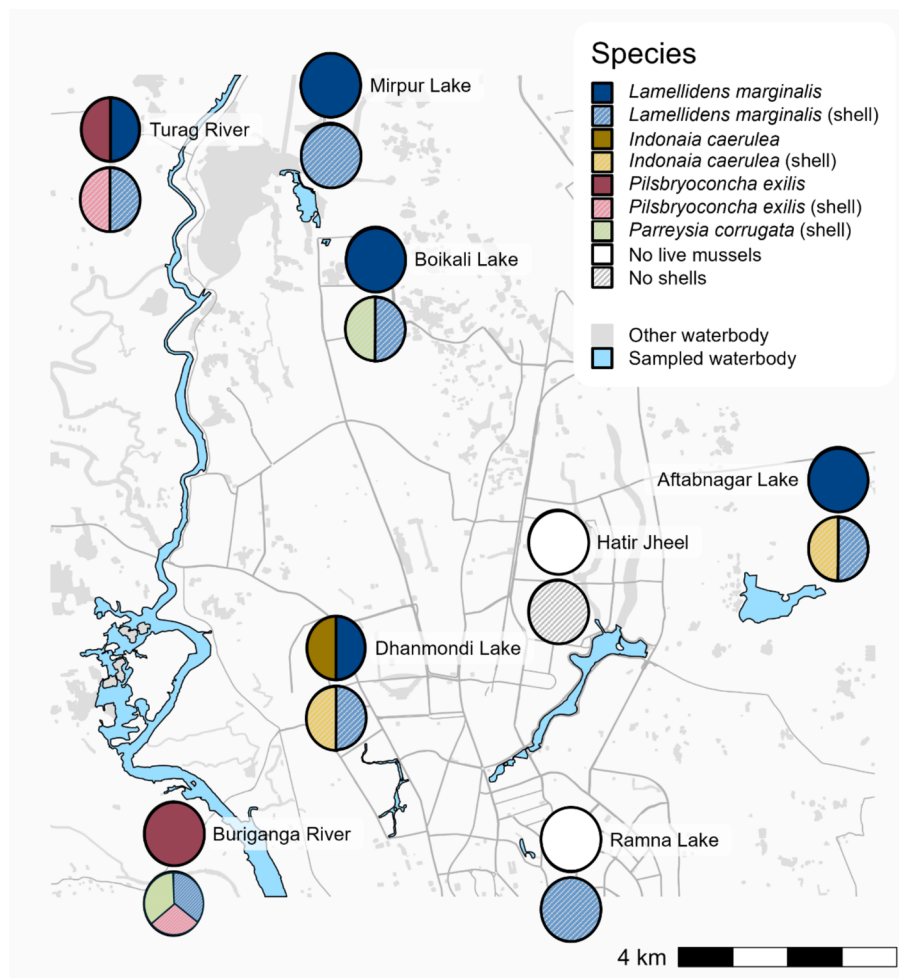 Species
Lamellidens marginalis
Lamellidens marginalis (shell)
Indonaia caerulea
Indonaia caerulea (shell)
Pilsbryoconcha exilis
Pilsbryoconcha exilis (shell)
Parreysia corrugata (shell)
No live mussels
No shells
Other waterbody
Sampled waterbody
Mirpur Lake
Turag River
Boikali Lake
Aftabnagar Lake
Hatir Jheel
Dhanmondi Lake
Buriganga River
Ramna Lake
4 km